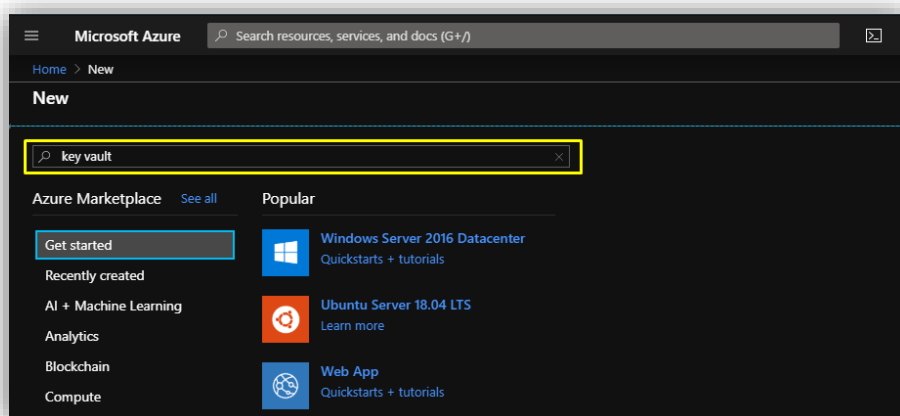 Microsoft Azure
Search resources, services, and docs (G+/)
Home > New
New
key vault
Azure Marketplace See all
Popular
Get started
Recently created
AI + Machine Learning
Analytics
Blockchain
Compute
Windows Server 2016 Datacenter
Quickstarts + tutorials
Ubuntu Server 18.04 LTS
Learn more
Web App
Quickstarts + tutorials